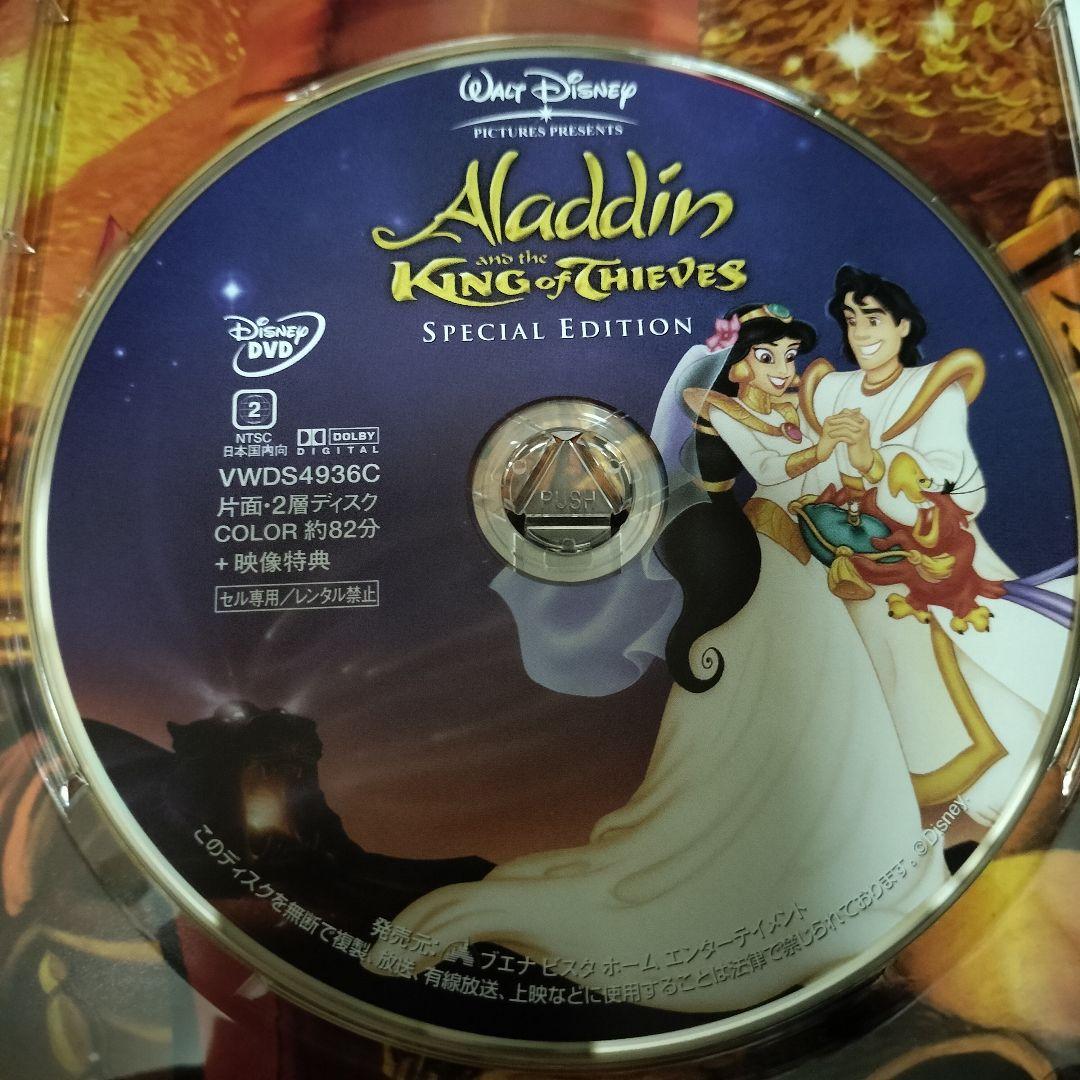 WALT DISNEY
PICTURES PRESENTS
Aladdin
and the
KING OF THIEVES
SPECIAL EDITION
DISNEY
DVD
2
NTSC
日本国内向
DOLBY
DIGITAL
VWDS4936C
片面・2層ディスク
COLOR 約82分
+映像特典
セル専用/レンタル禁止
PUSH
発売元: ブエナ ビスタ ホーム エンターテイメント
このディスクを無断で複製、放送、有線放送、上映などに使用することは法律で禁じられております。©Disney.